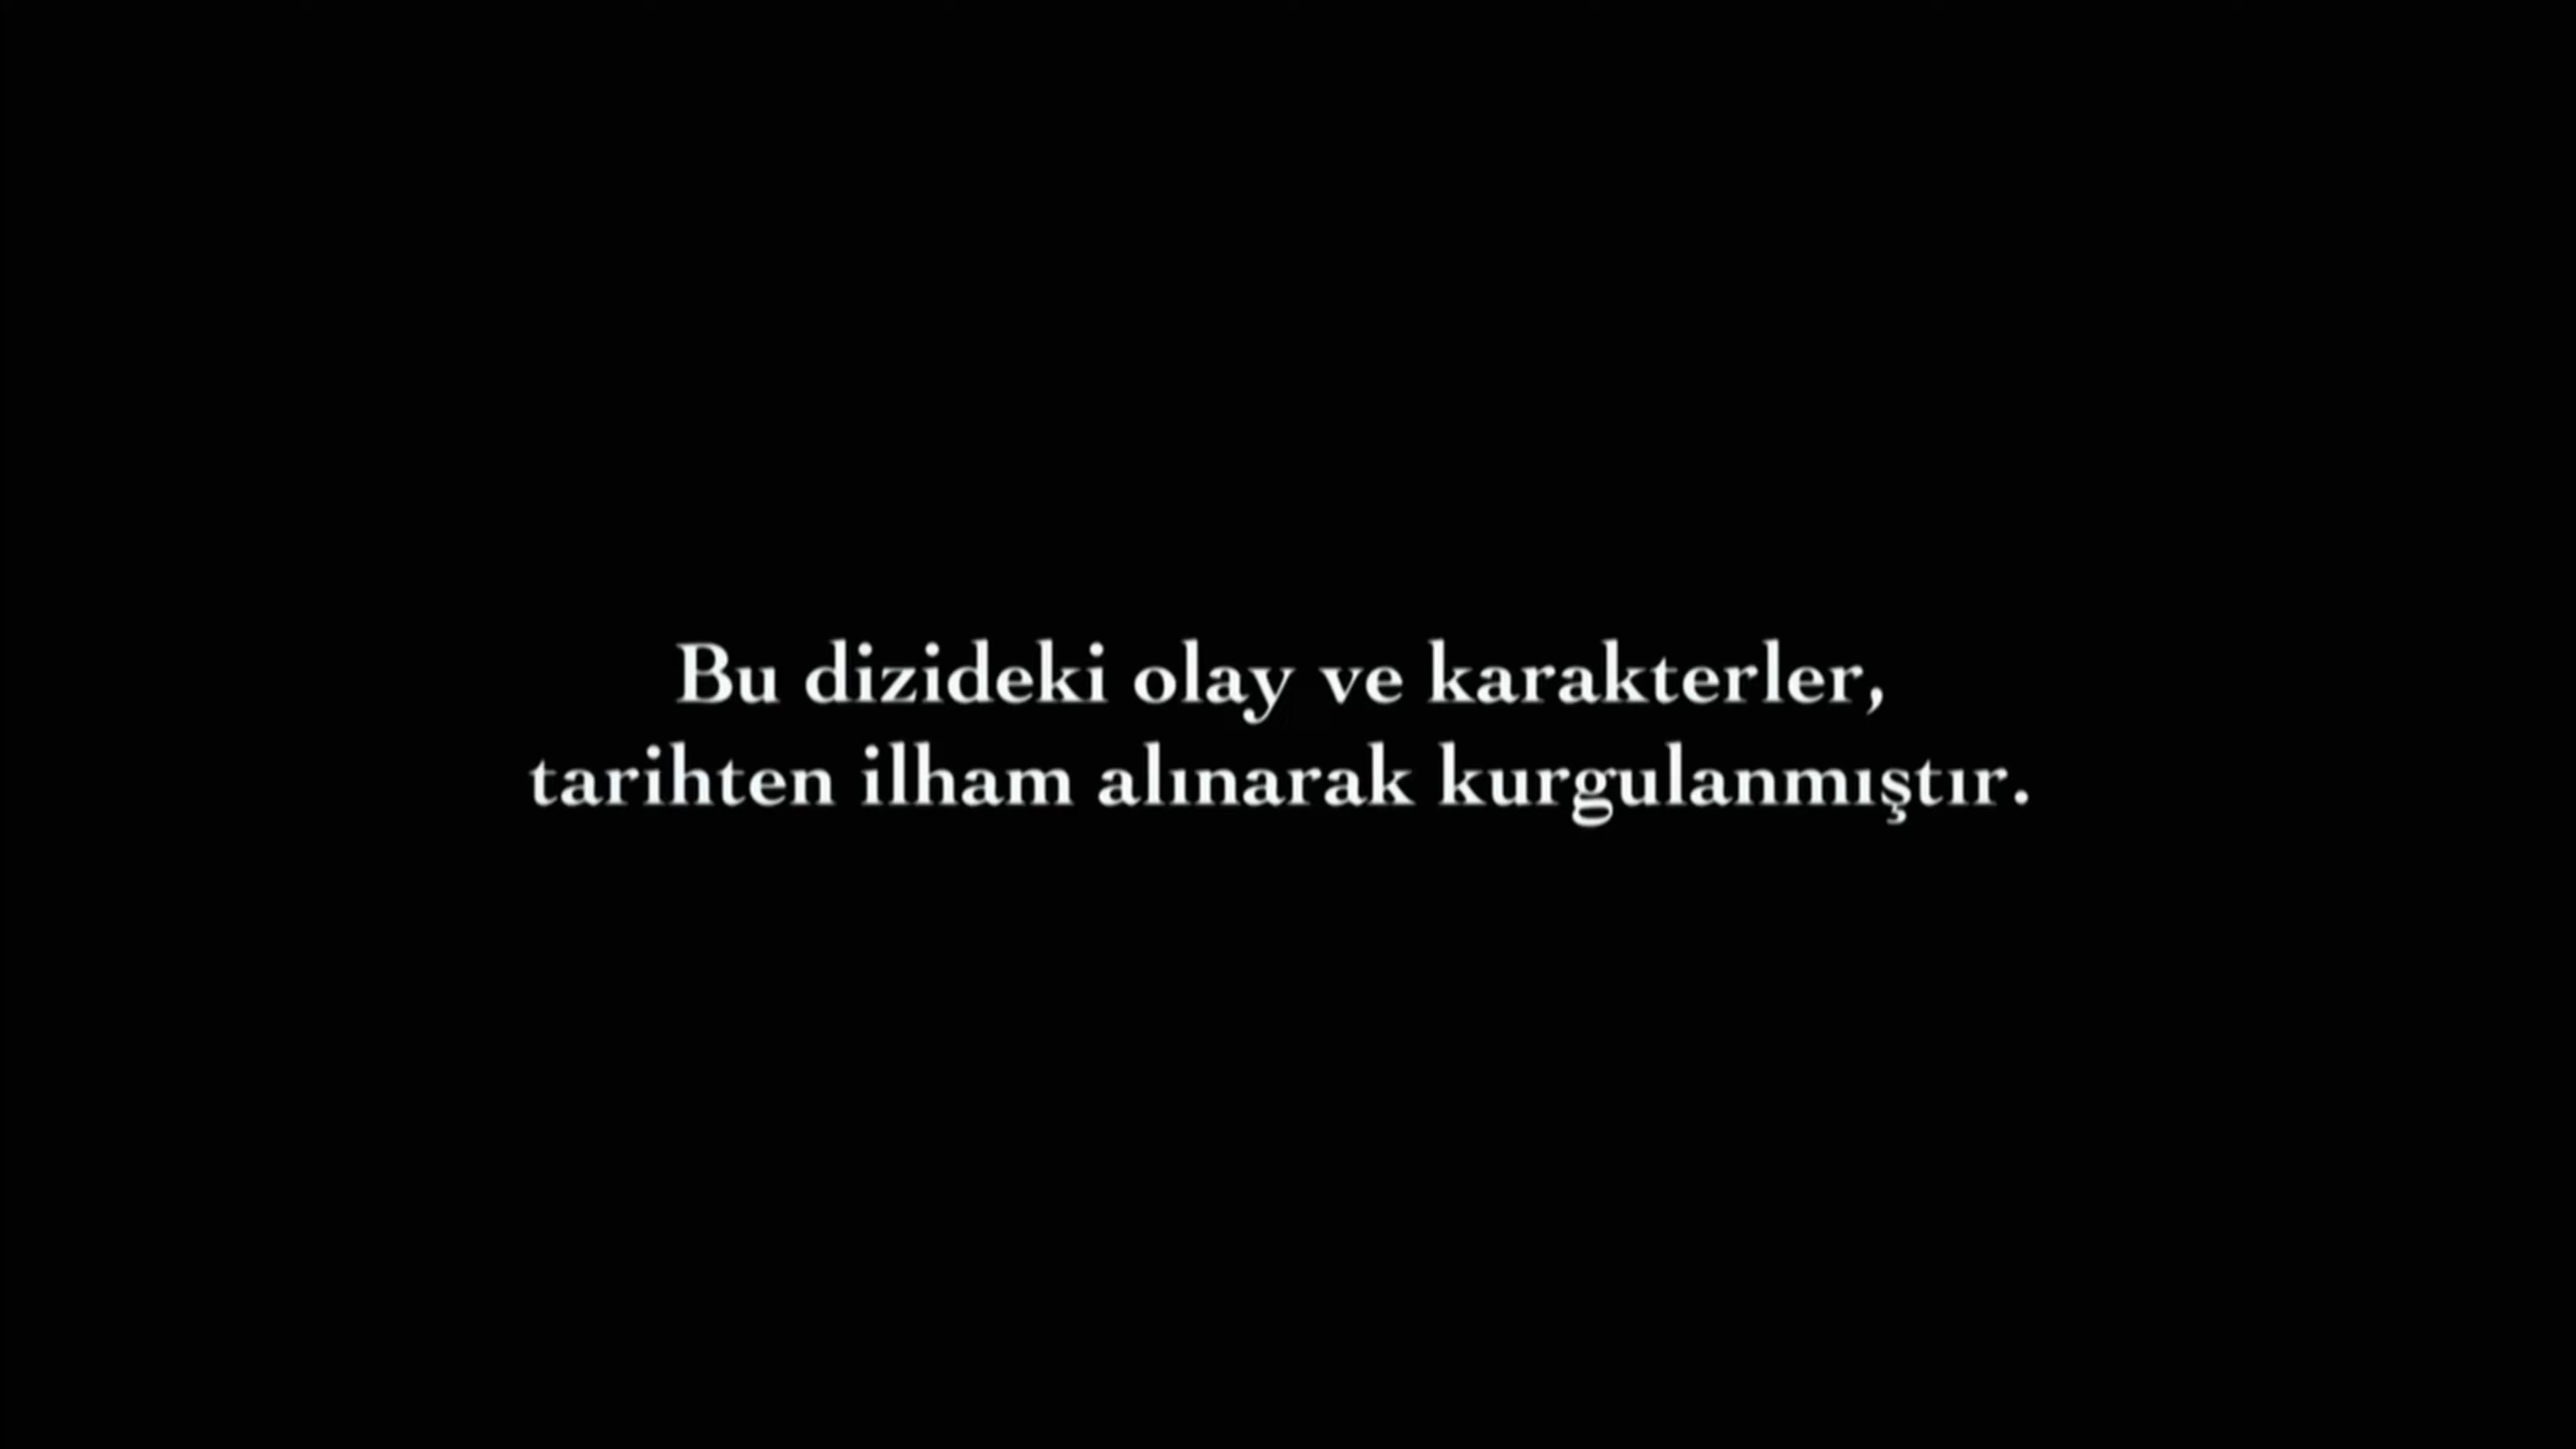 Bu dizideki olay ve karakterler,
tarihten ilham alınarak kurgulanmıştır.